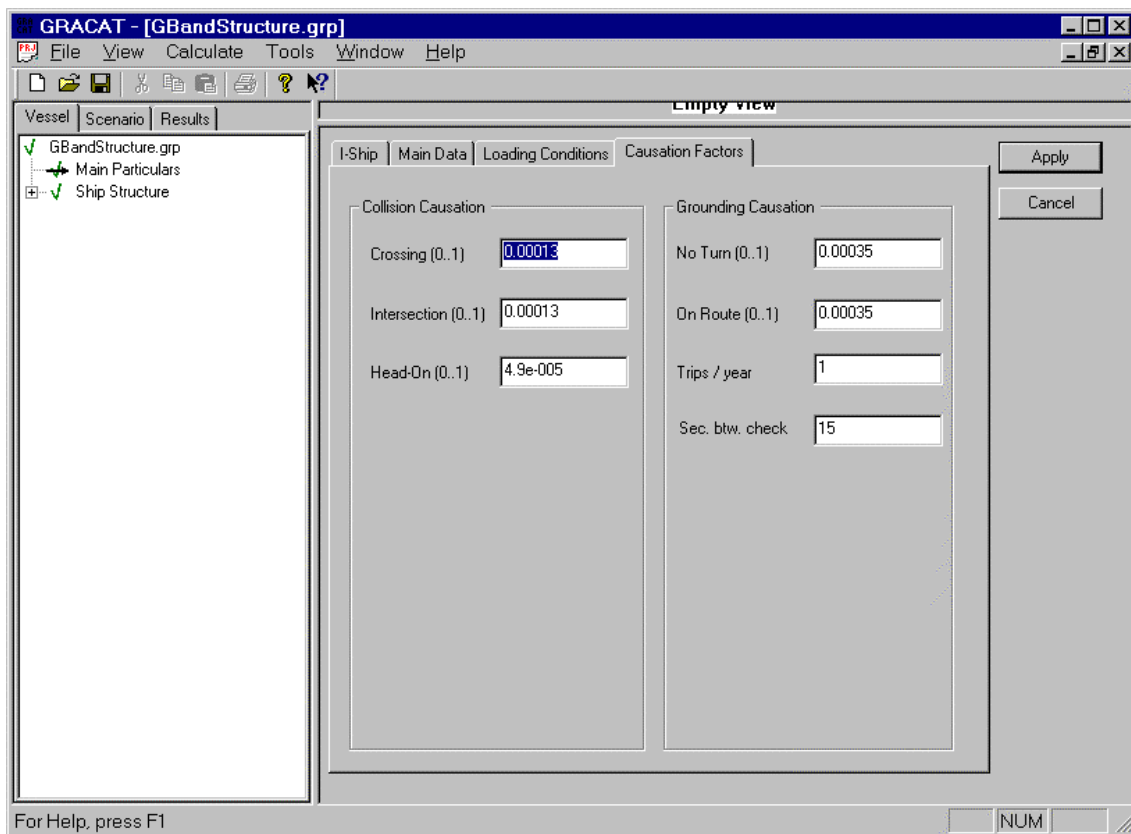 GRACAT - [GBandStructure.grp]
PRJ File View Calculate Tools Window Help
Vessel Scenario Results
Empty View
GBandStructure.grp
Main Particulars
Ship Structure
I-Ship Main Data Loading Conditions Causation Factors
Apply
Cancel
Collision Causation
Crossing (0..1) 0.00013
Intersection (0..1) 0.00013
Head-On (0..1) 4.9e-005
Grounding Causation
No Turn (0..1) 0.00035
On Route (0..1) 0.00035
Trips / year 1
Sec. btw. check 15
For Help, press F1
NUM